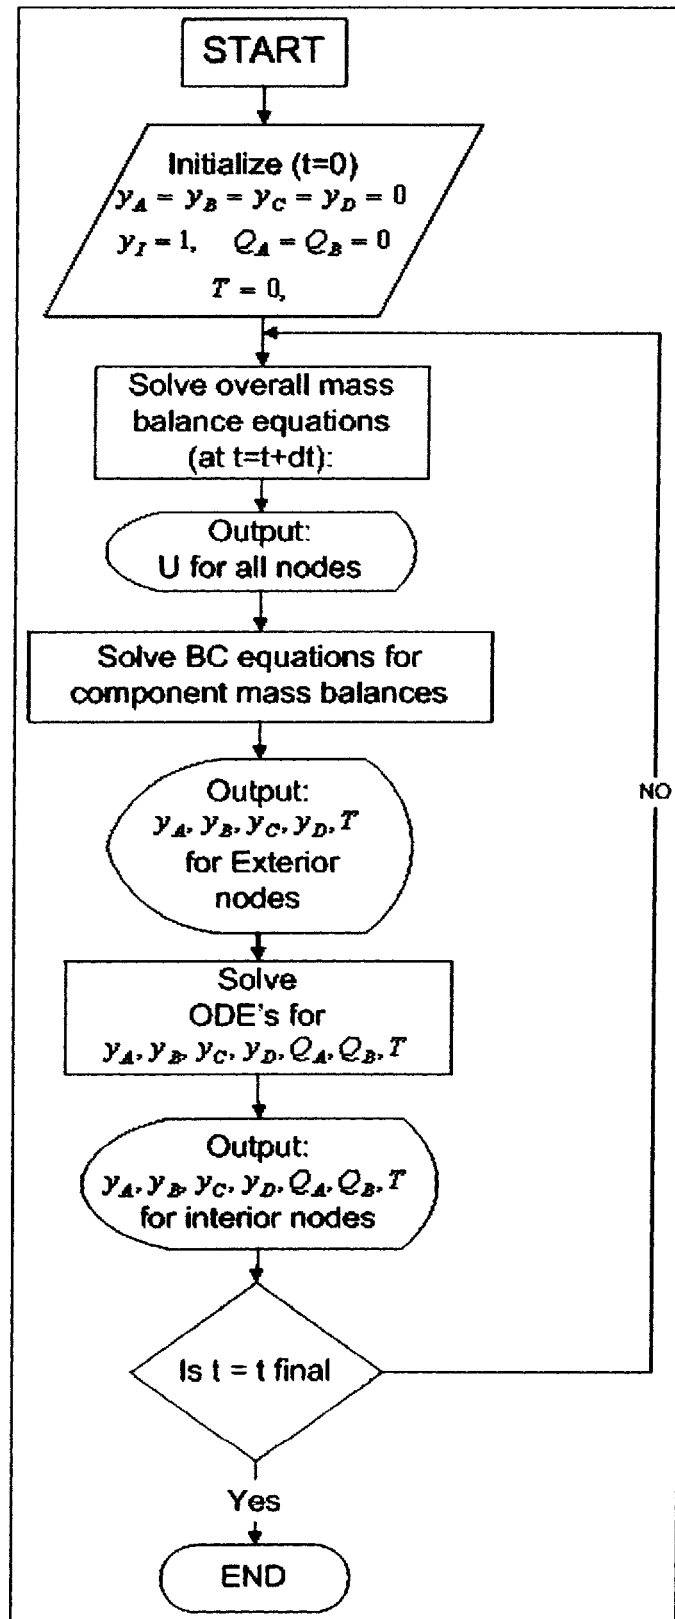 START
Initialize (t=0)
y_A = y_B = y_C = y_D = 0
y_I = 1, Q_A = Q_B = 0
T = 0,
Solve overall mass
balance equations
(at t=t+dt):
Output:
U for all nodes
Solve BC equations for
component mass balances
Output:
y_A, y_B, y_C, y_D, T
for Exterior
nodes
Solve
ODE's for
y_A, y_B, y_C, y_D, Q_A, Q_B, T
Output:
y_A, y_B, y_C, y_D, Q_A, Q_B, T
for interior nodes
Is t = t final
NO
Yes
END